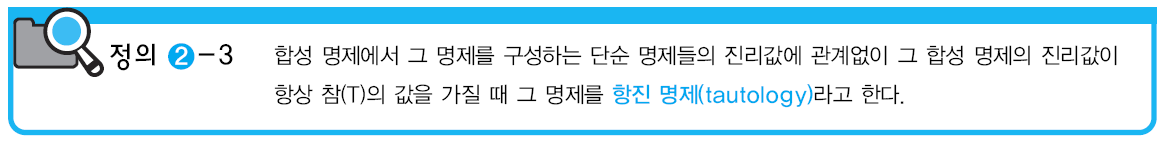 정의 2-3 합성 명제에서 그 명제를 구성하는 단순 명제들의 진리값에 관계없이 그 합성 명제의 진리값이
항상 참(T)의 값을 가질 때 그 명제를 항진 명제(tautology)라고 한다.